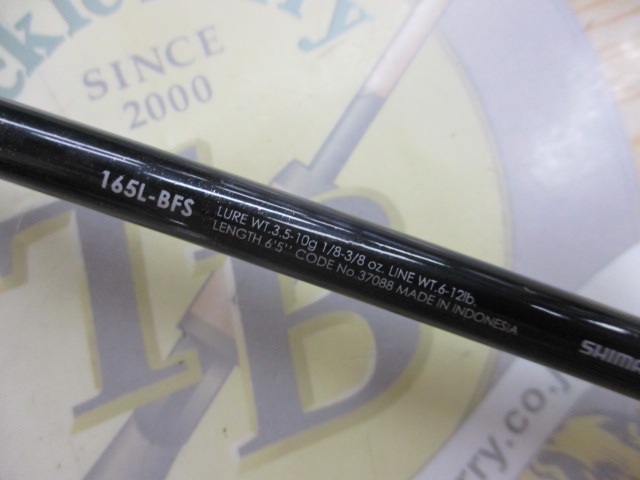 SINCE
2000
TB
165L-BFS
LURE WT.3.5-10g 1/8-3/8 oz. LINE WT.6-12lb.
LENGTH 6'5'' CODE No.37088 MADE IN INDONESIA